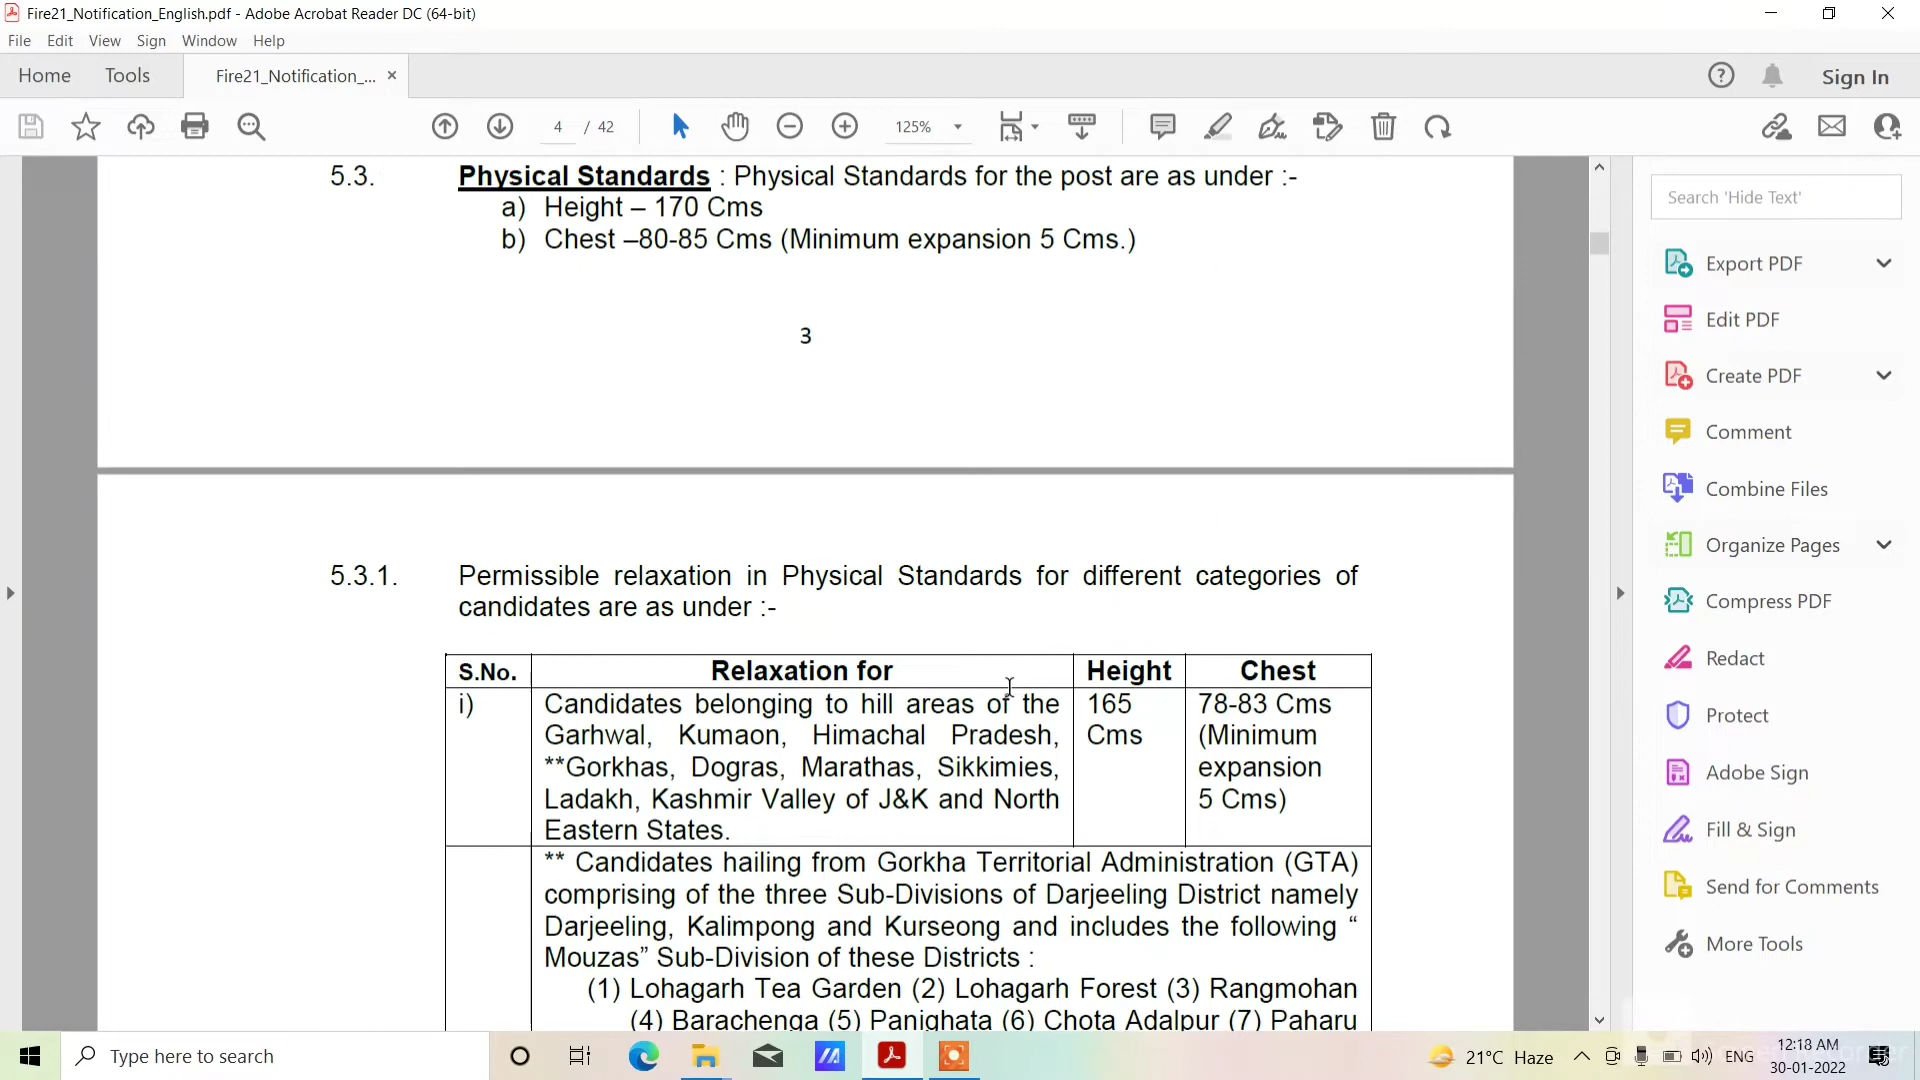 Fire21_Notification_English.pdf - Adobe Acrobat Reader DC (64-bit)
File Edit View Sign Window Help
Home Tools Fire21_Notification_... × Sign In
4 / 42 125%
5.3. Physical Standards : Physical Standards for the post are as under :-
a) Height – 170 Cms
b) Chest –80-85 Cms (Minimum expansion 5 Cms.)
3
5.3.1. Permissible relaxation in Physical Standards for different categories of
candidates are as under :-
S.No. Relaxation for Height Chest
i) Candidates belonging to hill areas of the 165 78-83 Cms
Garhwal, Kumaon, Himachal Pradesh, Cms (Minimum
**Gorkhas, Dogras, Marathas, Sikkimies, expansion
Ladakh, Kashmir Valley of J&K and North 5 Cms)
Eastern States.
** Candidates hailing from Gorkha Territorial Administration (GTA)
comprising of the three Sub-Divisions of Darjeeling District namely
Darjeeling, Kalimpong and Kurseong and includes the following “
Mouzas” Sub-Division of these Districts :
(1) Lohagarh Tea Garden (2) Lohagarh Forest (3) Rangmohan
(4) Barachenga (5) Panighata (6) Chota Adalpur (7) Paharu
Search 'Hide Text'
Export PDF
Edit PDF
Create PDF
Comment
Combine Files
Organize Pages
Compress PDF
Redact
Protect
Adobe Sign
Fill & Sign
Send for Comments
More Tools
Type here to search
21°C Haze
ENG
12:18 AM
30-01-2022